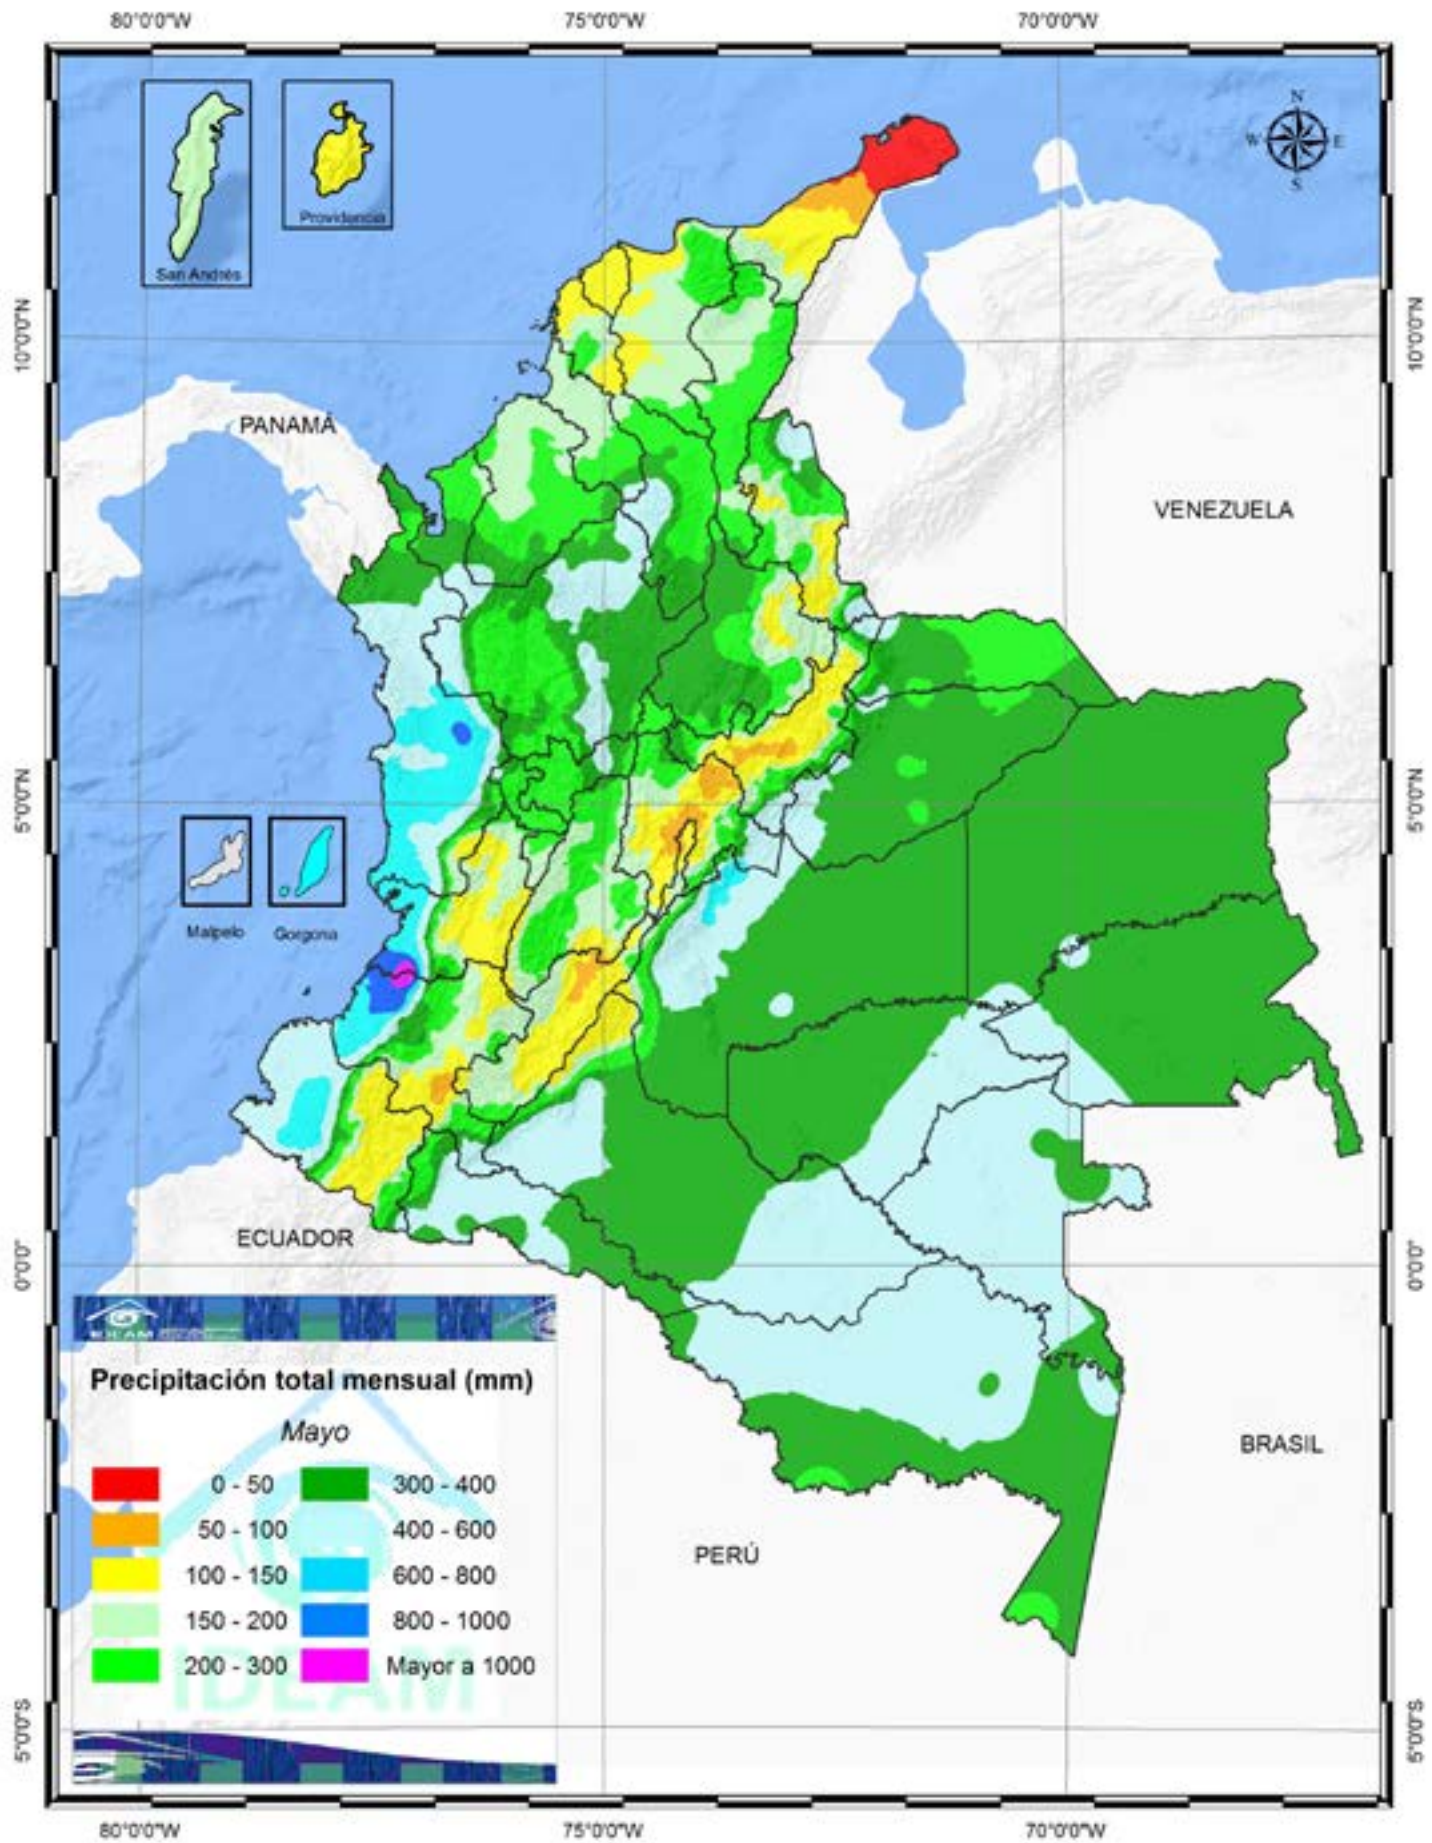 80°0'0"W 75°0'0"W 70°0'0"W
N
W E
S
Providencia
San Andrés
10°0'0"N 10°0'0"N
PANAMÁ
VENEZUELA
5°0'0"N 5°0'0"N
Malpelo Gorgona
ECUADOR
0°0'0" 0°0'0"
IDEAM
Precipitación total mensual (mm)
Mayo
0 - 50 300 - 400
50 - 100 400 - 600
100 - 150 600 - 800
150 - 200 800 - 1000
200 - 300 Mayor a 1000
IDEAM
BRASIL
PERÚ
5°0'0"S 5°0'0"S
80°0'0"W 75°0'0"W 70°0'0"W